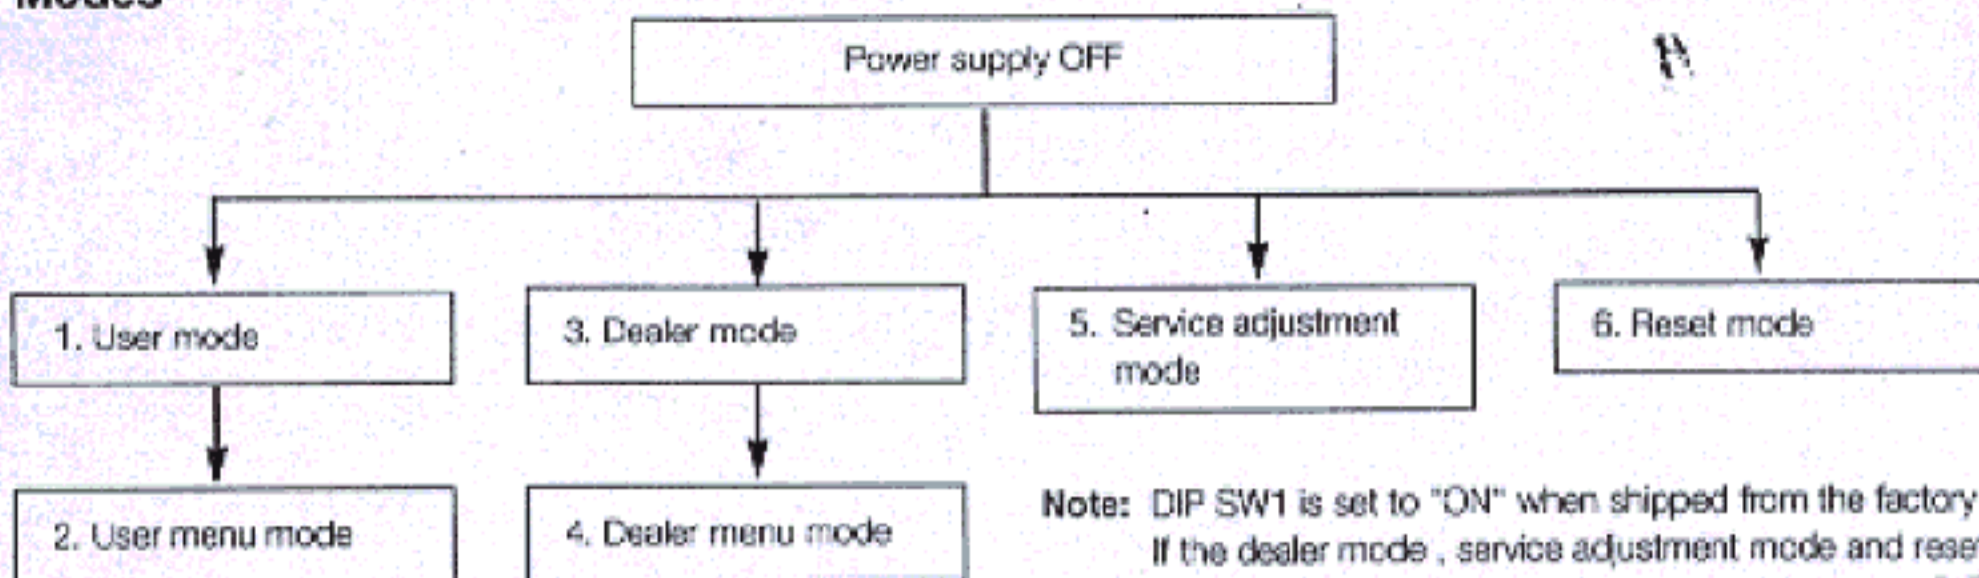 Modes
Power supply OFF
1. User mode
3. Dealer mode
5. Service adjustment
mode
6. Reset mode
2. User menu mode
4. Dealer menu mode
Note: DIP SW1 is set to "ON" when shipped from the factory
If the dealer mode , service adjustment mode and reset